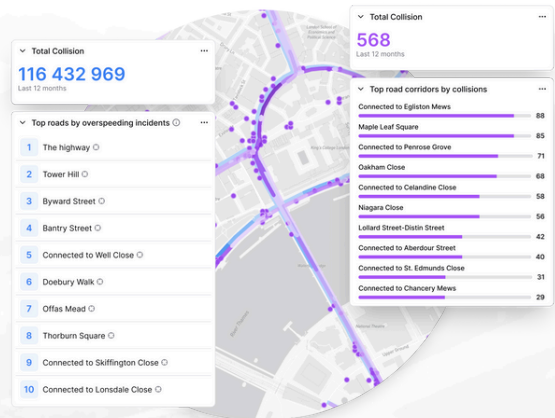 Total Collision
116 432 969
Last 12 months
Top roads by overspeeding incidents
1 The highway
2 Tower Hill
3 Byward Street
4 Bantry Street
5 Connected to Well Close
6 Doebury Walk
7 Offas Mead
8 Thorburn Square
9 Connected to Skiffington Close
10 Connected to Lonsdale Close
Total Collision
568
Last 12 months
Top road corridors by collisions
Connected to Egliston Mews
88
Maple Leaf Square
85
Connected to Penrose Grove
71
Oakham Close
68
Connected to Celandine Close
58
Niagara Close
56
Lollard Street-Distin Street
42
Connected to Aberdour Street
40
Connected to St. Edmunds Close
31
Connected to Chancery Mews
29